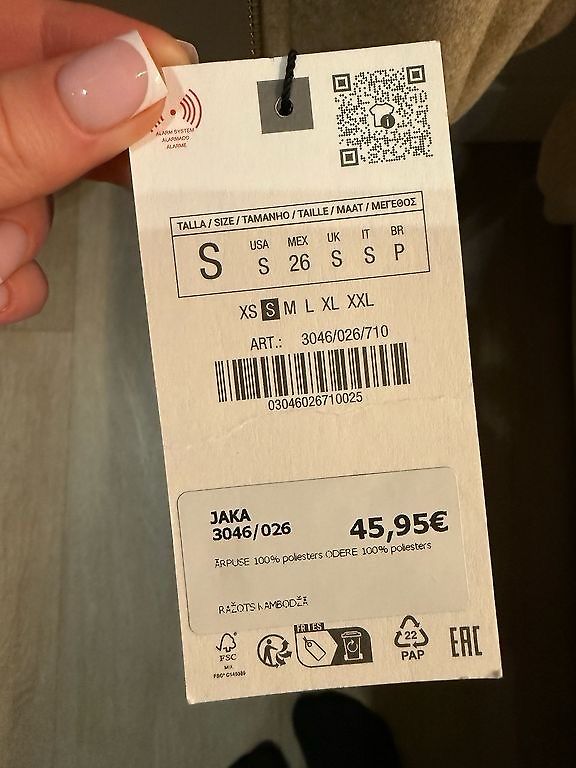 ALARM SYSTEM
ALARMADO
ALARME
TALLA / SIZE / TAMANHO / TAILLE / MAAT / ΜΕΓΕΘΟΣ
S
USA MEX UK IT BR
S 26 S S P
XS S M L XL XXL
ART.: 3046/026/710
03046026710025
JAKA
3046/026 45,95€
ĀRPUSE 100% poliesters ODERE 100% poliesters
RAŽOTS KAMBODŽĀ
FR ES
FSC
MIX
22
PAP
EAC